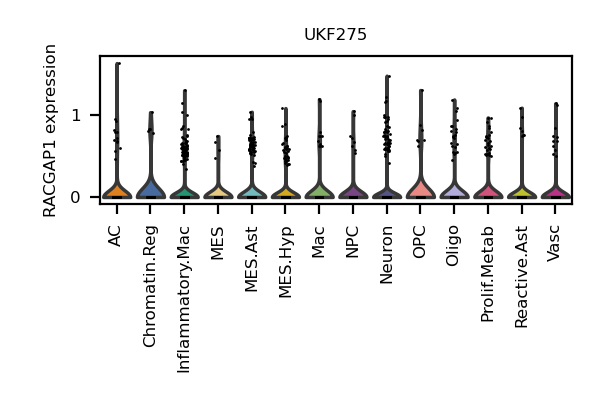 UKF275
RACGAP1 expression
1
0
AC
Chromatin.Reg
Inflammatory.Mac
MES
MES.Ast
MES.Hyp
Mac
NPC
Neuron
OPC
Oligo
Prolif.Metab
Reactive.Ast
Vasc